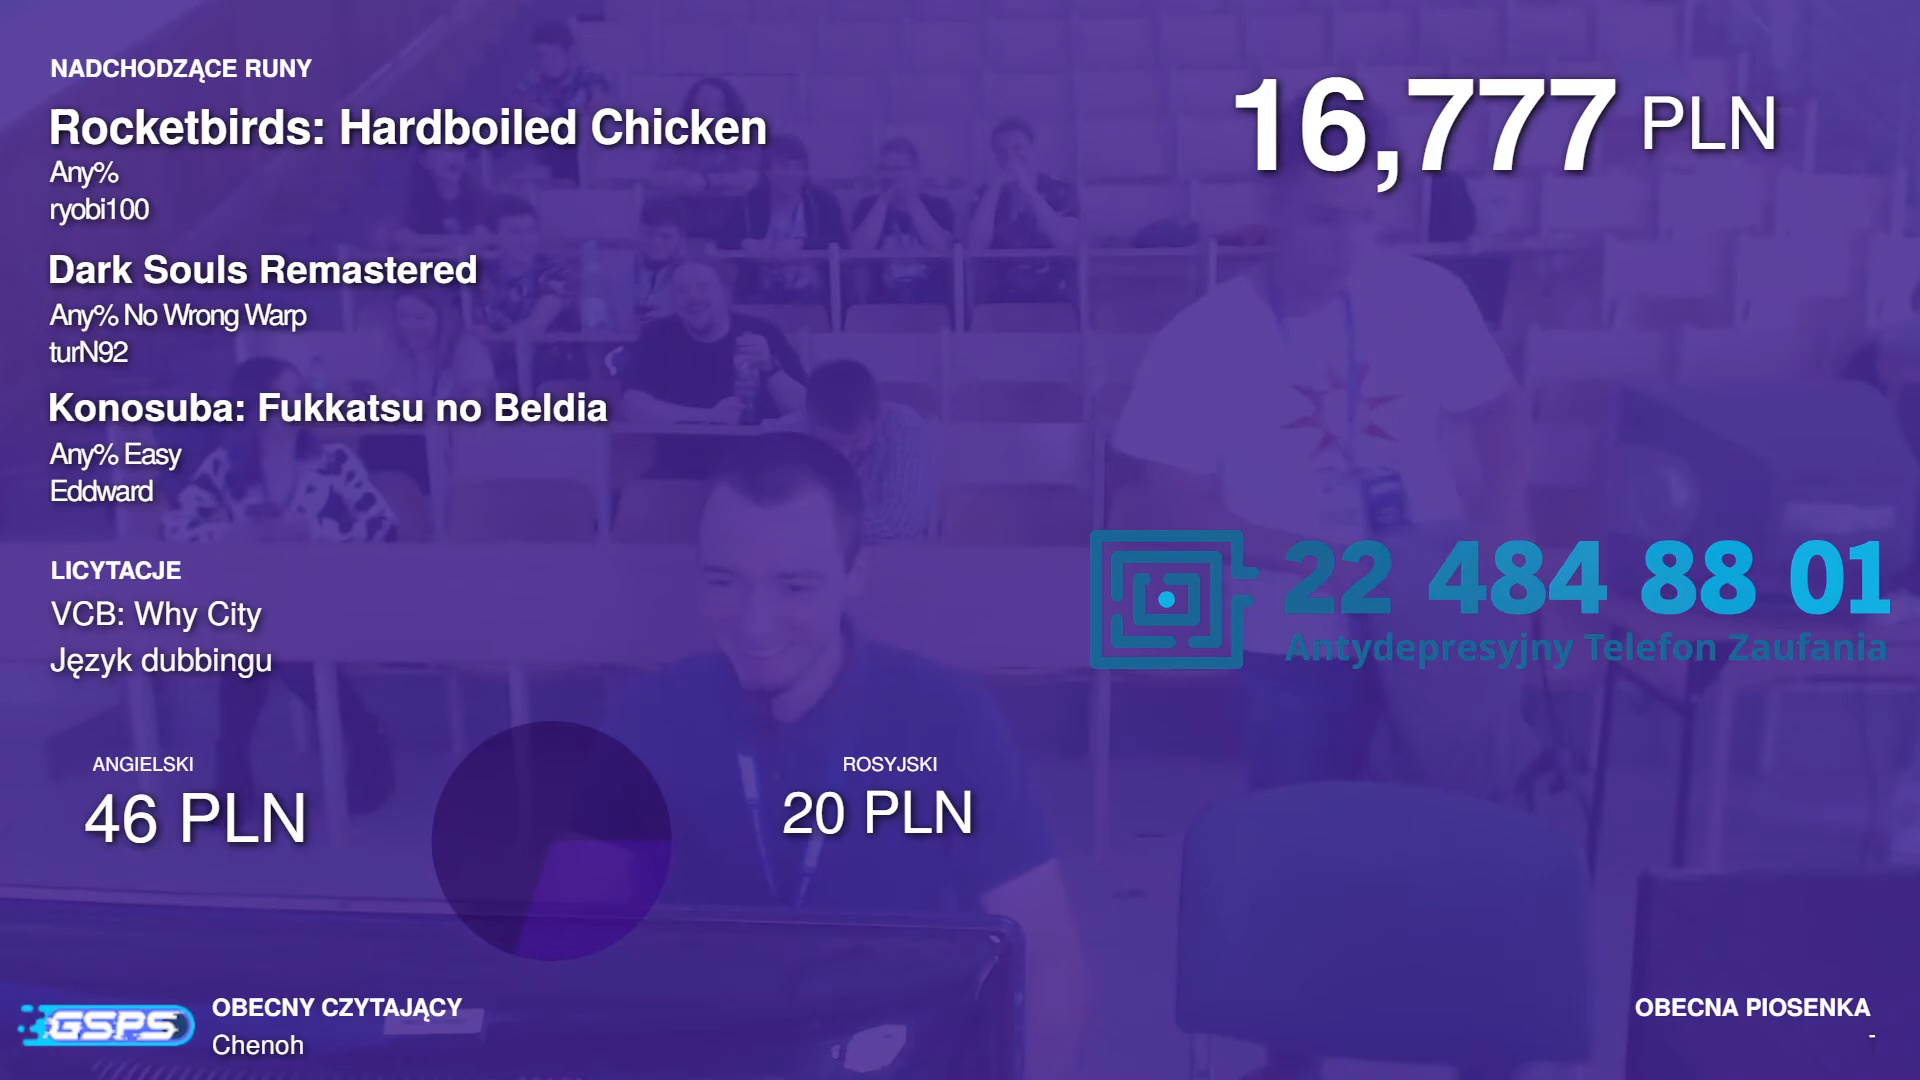 NADCHODZĄCE RUNY
Rocketbirds: Hardboiled Chicken
Any%
ryobi100
Dark Souls Remastered
Any% No Wrong Warp
turN92
Konosuba: Fukkatsu no Beldia
Any% Easy
Eddward
16,777 PLN
22 484 88 01
Antydepresyjny Telefon Zaufania
LICYTACJE
VCB: Why City
Język dubbingu
ANGIELSKI
46 PLN
ROSYJSKI
20 PLN
GSPS
OBECNY CZYTAJĄCY
Chenoh
OBECNA PIOSENKA
-